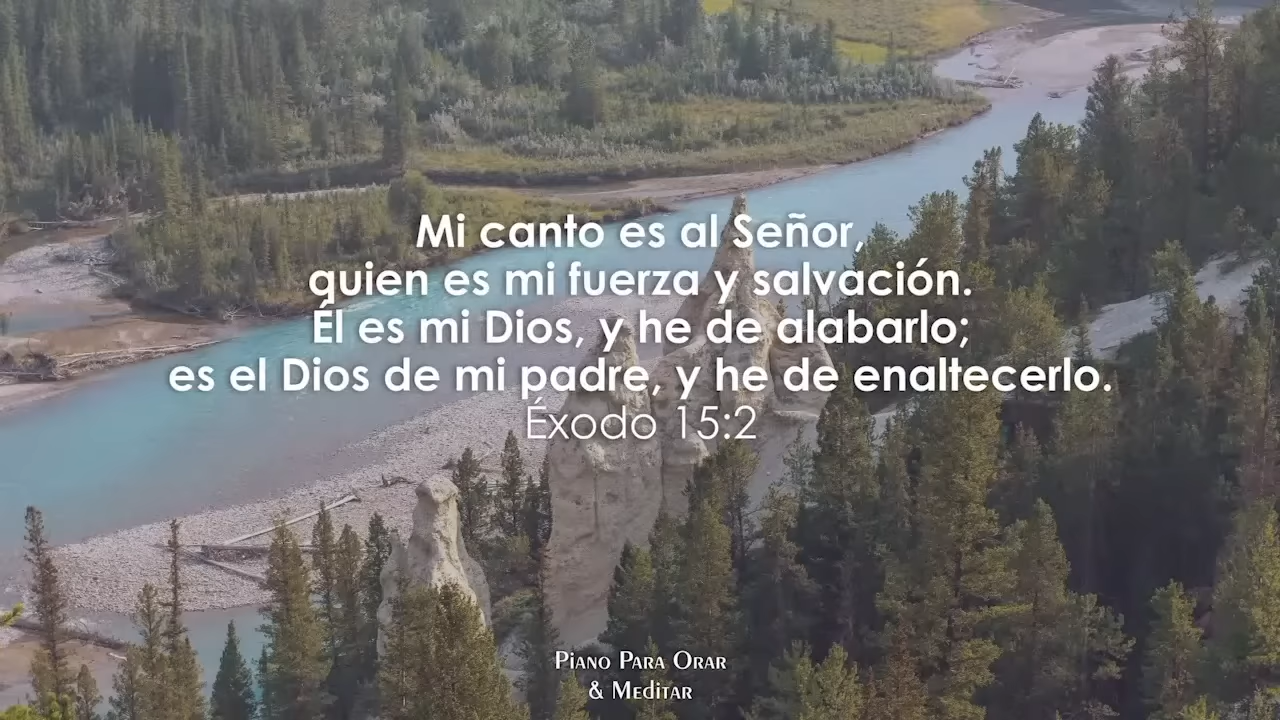 Mi canto es al Señor,
quien es mi fuerza y salvación.
Él es mi Dios, y he de alabarlo;
es el Dios de mi padre, y he de enaltecerlo.
Éxodo 15:2
Piano Para Orar
& Meditar